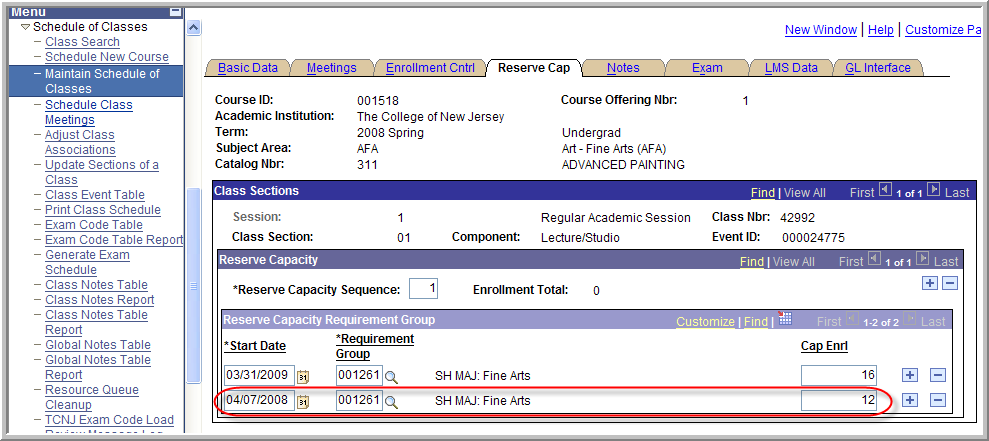 Menu
Schedule of Classes
Class Search
Schedule New Course
Maintain Schedule of
Classes
Schedule Class
Meetings
Adjust Class
Associations
Update Sections of a
Class
Class Event Table
Print Class Schedule
Exam Code Table
Exam Code Table Report
Generate Exam
Schedule
Class Notes Table
Class Notes Report
Class Notes Table
Report
Global Notes Table
Global Notes Table
Report
Resource Queue
Cleanup
TCNJ Exam Code Load
Review Message Log
New Window | Help | Customize Pa
Basic Data Meetings Enrollment Cntrl Reserve Cap Notes Exam LMS Data GL Interface
Course ID: 001518 Course Offering Nbr: 1
Academic Institution: The College of New Jersey
Term: 2008 Spring Undergrad
Subject Area: AFA Art - Fine Arts (AFA)
Catalog Nbr: 311 ADVANCED PAINTING
Class Sections Find | View All First 1 of 1 Last
Session: 1 Regular Academic Session Class Nbr: 42992
Class Section: 01 Component: Lecture/Studio Event ID: 000024775
Reserve Capacity Find | View All First 1 of 1 Last
*Reserve Capacity Sequence: 1 Enrollment Total: 0
Reserve Capacity Requirement Group Customize | Find | First 1-2 of 2 Last
*Start Date *Requirement Group Cap Enrl
03/31/2009 31 001261 SH MAJ: Fine Arts 16
04/07/2008 31 001261 SH MAJ: Fine Arts 12